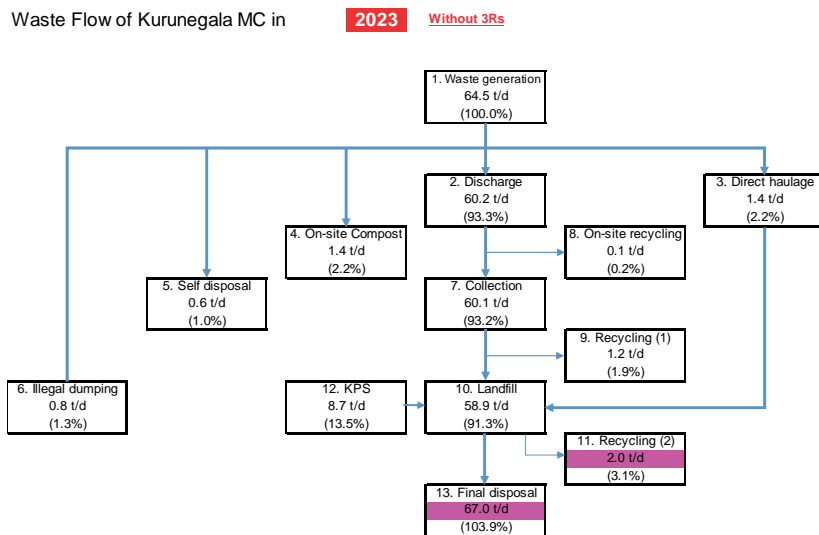 Waste Flow of Kurunegala MC in 2023 Without 3Rs
1. Waste generation
64.5 t/d
(100.0%)
2. Discharge
60.2 t/d
(93.3%)
3. Direct haulage
1.4 t/d
(2.2%)
4. On-site Compost
1.4 t/d
(2.2%)
8. On-site recycling
0.1 t/d
(0.2%)
5. Self disposal
0.6 t/d
(1.0%)
7. Collection
60.1 t/d
(93.2%)
9. Recycling (1)
1.2 t/d
(1.9%)
6. Illegal dumping
0.8 t/d
(1.3%)
12. KPS
8.7 t/d
(13.5%)
10. Landfill
58.9 t/d
(91.3%)
11. Recycling (2)
2.0 t/d
(3.1%)
13. Final disposal
67.0 t/d
(103.9%)